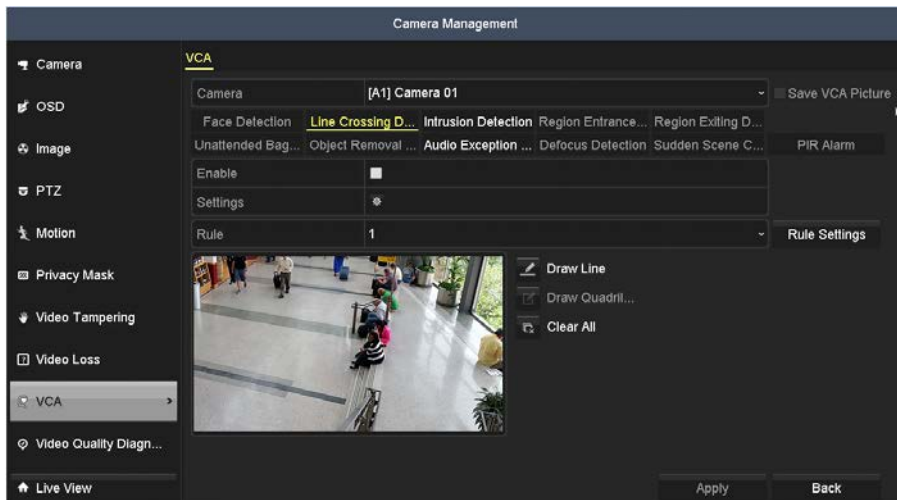 Camera Management
Camera
OSD
Image
PTZ
Motion
Privacy Mask
Video Tampering
Video Loss
VCA
Video Quality Diagn...
Live View
VCA
Camera [A1] Camera 01 Save VCA Picture
Face Detection Line Crossing D... Intrusion Detection Region Entrance... Region Exiting D...
Unattended Bag... Object Removal ... Audio Exception ... Defocus Detection Sudden Scene C... PIR Alarm
Enable
Settings
Rule 1 Rule Settings
Draw Line
Draw Quadril...
Clear All
Apply Back